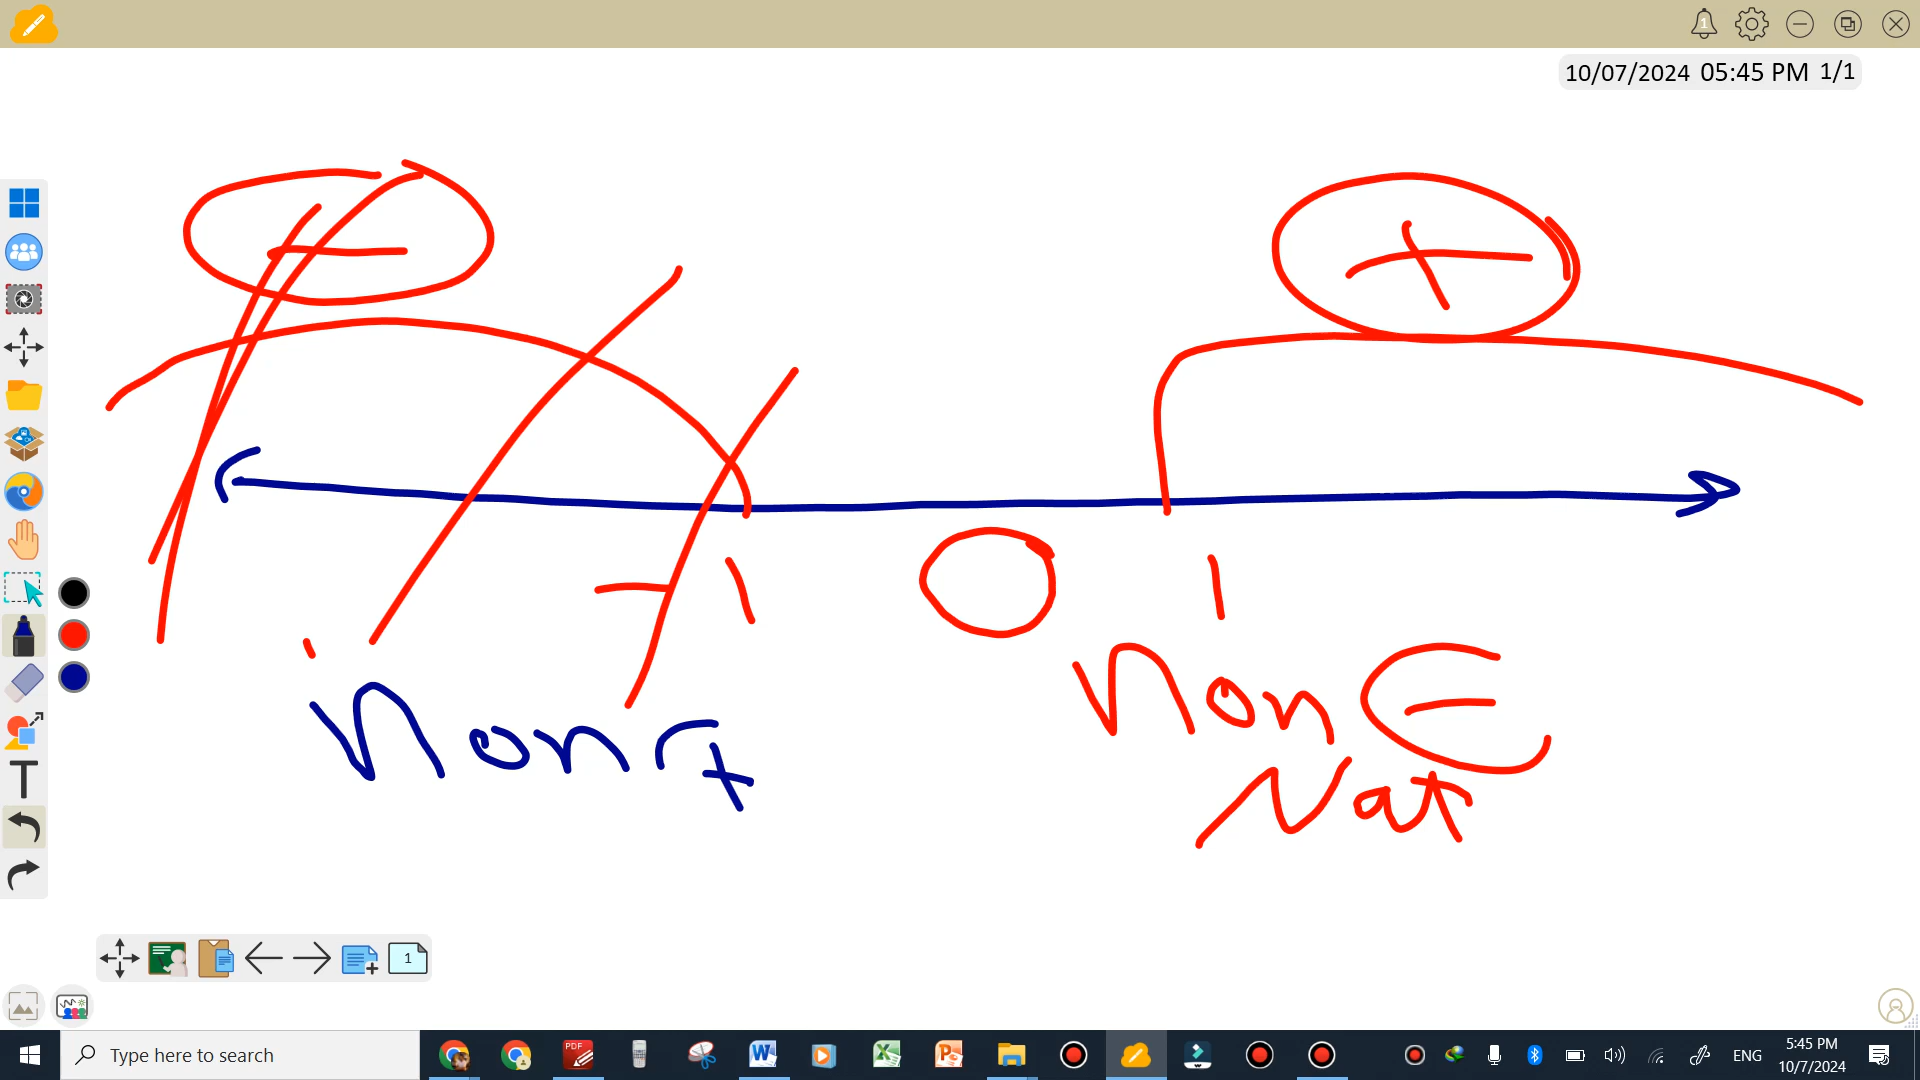 10/07/2024 05:45 PM 1/1
−
+
−1
0
1
Non
Non
+
Nat
1
Type here to search
ENG
5:45 PM
10/7/2024